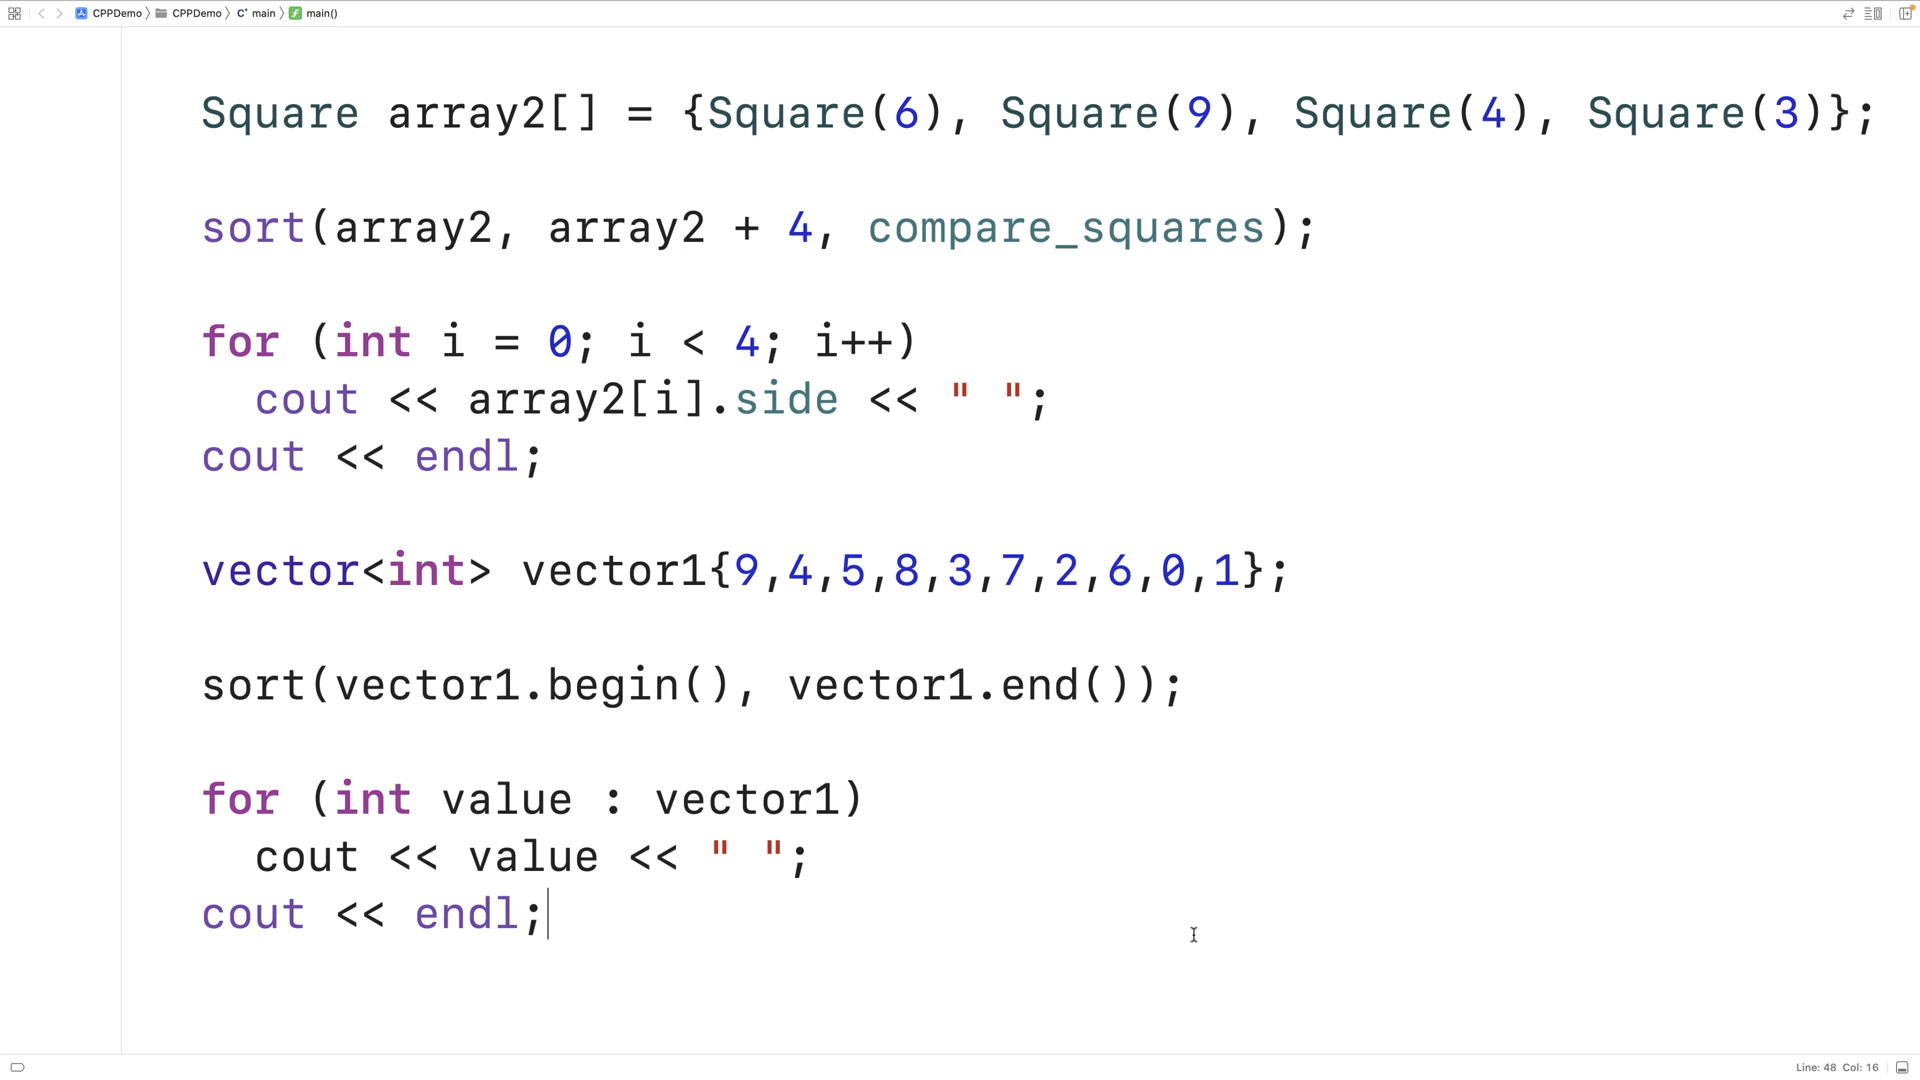 CPPDemo 〉 CPPDemo 〉 C⁺ main 〉 f main()
Square array2[] = {Square(6), Square(9), Square(4), Square(3)};
sort(array2, array2 + 4, compare_squares);
for (int i = 0; i < 4; i++)
cout << array2[i].side << " ";
cout << endl;
vector<int> vector1{9,4,5,8,3,7,2,6,0,1};
sort(vector1.begin(), vector1.end());
for (int value : vector1)
cout << value << " ";
cout << endl;
Line: 48 Col: 16